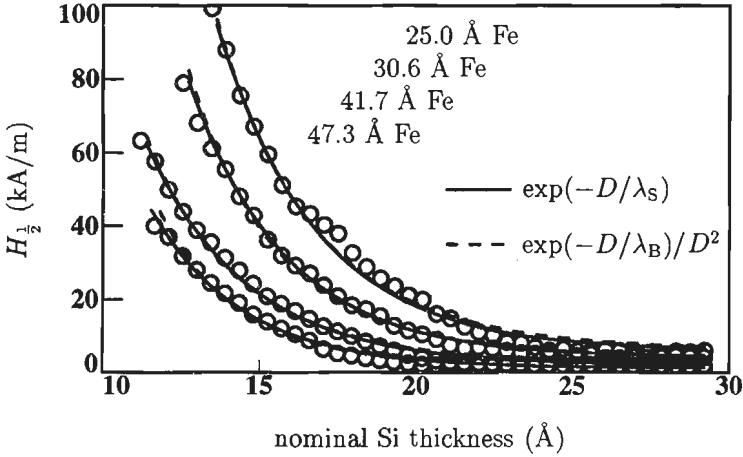 100
80
60
40
20
0
H½ (kA/m)
25.0 Å Fe
30.6 Å Fe
41.7 Å Fe
47.3 Å Fe
exp(−D/λS)
exp(−D/λB)/D²
10 15 20 25 30
nominal Si thickness (Å)